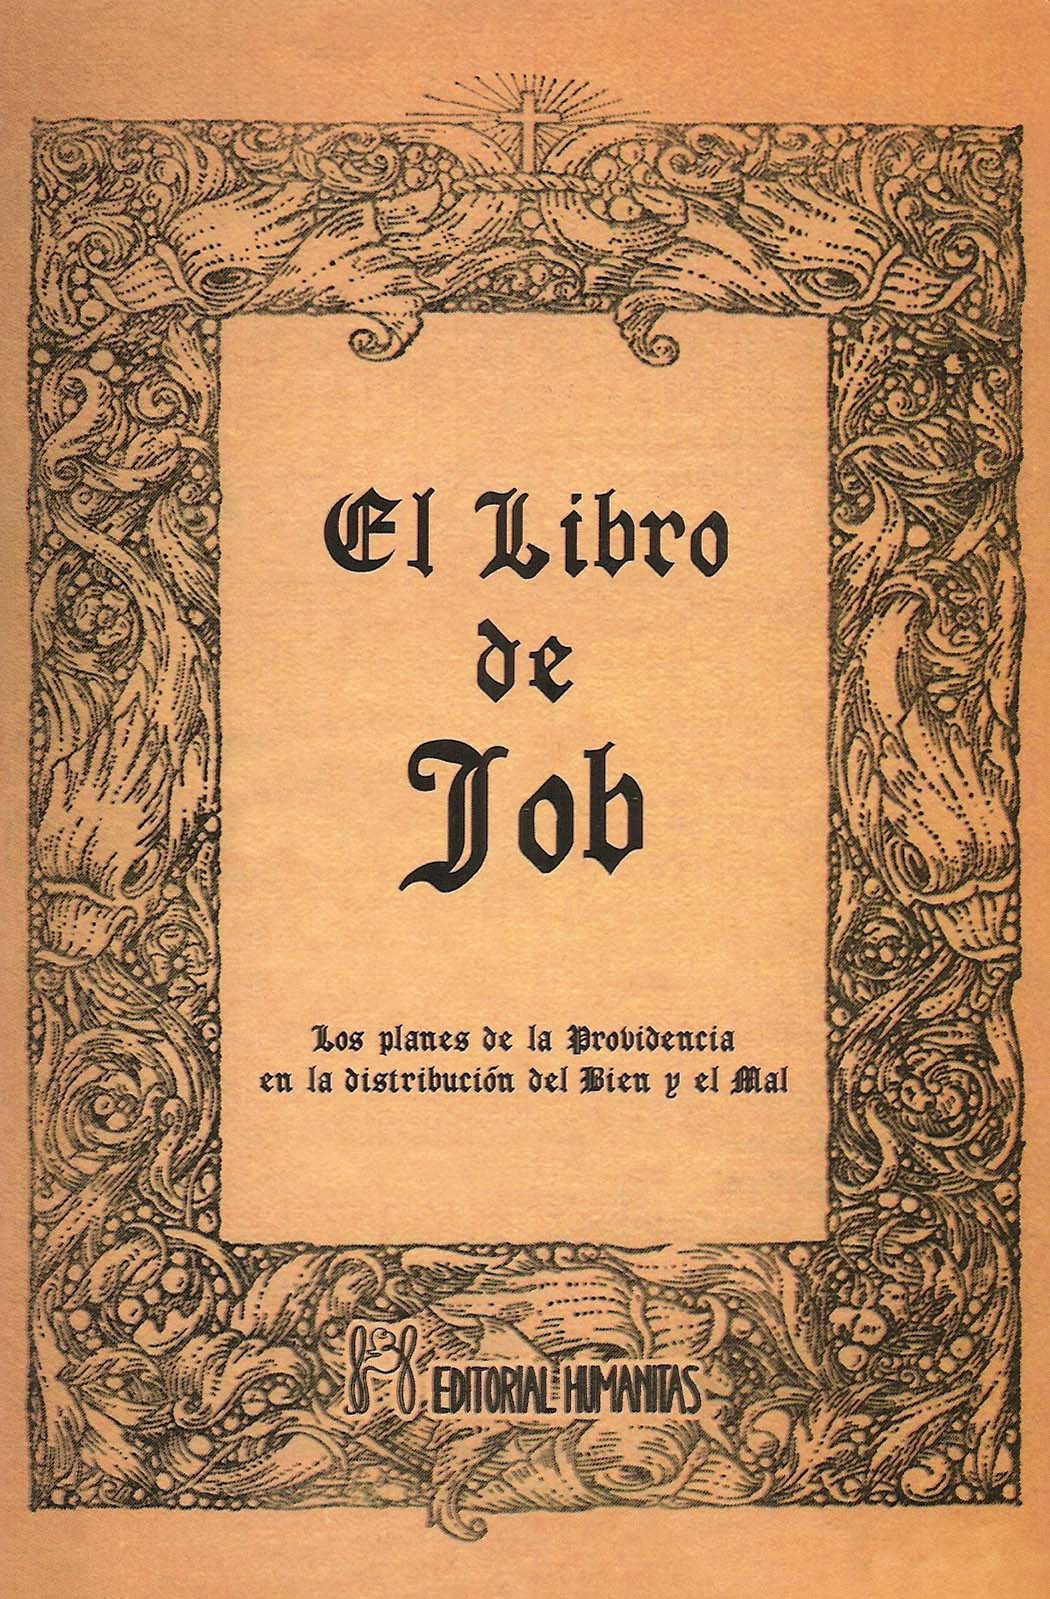 El Libro
de
Job
Los planes de la Providencia
en la distribución del Bien y el Mal
EDITORIAL HUMANITAS